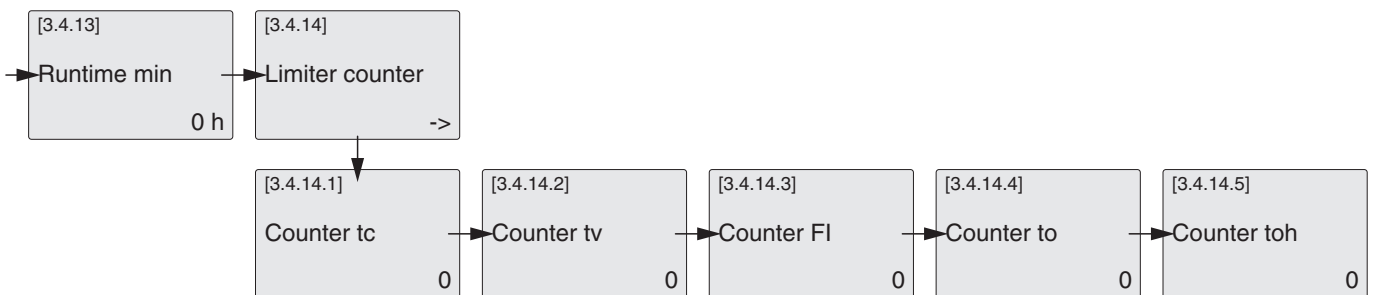 [3.4.13]
Runtime min
0 h
[3.4.14]
Limiter counter
->
[3.4.14.1]
Counter tc
0
[3.4.14.2]
Counter tv
0
[3.4.14.3]
Counter FI
0
[3.4.14.4]
Counter to
0
[3.4.14.5]
Counter toh
0